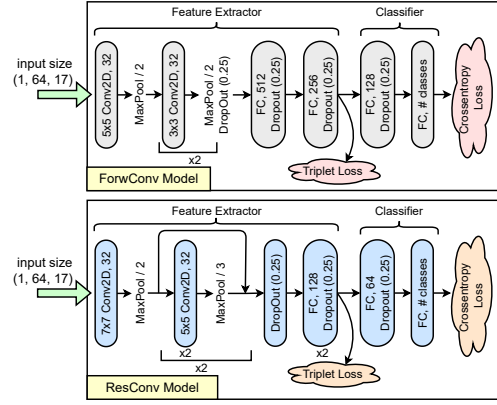 Feature Extractor
Classifier
input size
(1, 64, 17)
5x5 Conv2D, 32
MaxPool / 2
3x3 Conv2D, 32
MaxPool / 2
DropOut (0.25)
x2
FC, 512
Dropout (0.25)
FC, 256
Dropout (0.25)
FC, 128
Dropout (0.25)
FC, # classes
Crossentropy
Loss
Triplet Loss
ForwConv Model
Feature Extractor
Classifier
input size
(1, 64, 17)
7x7 Conv2D, 32
MaxPool / 2
5x5 Conv2D, 32
MaxPool / 3
x2
x2
DropOut (0.25)
FC, 128
Dropout (0.25)
x2
FC, 64
Dropout (0.25)
FC, # classes
Crossentropy
Loss
Triplet Loss
ResConv Model